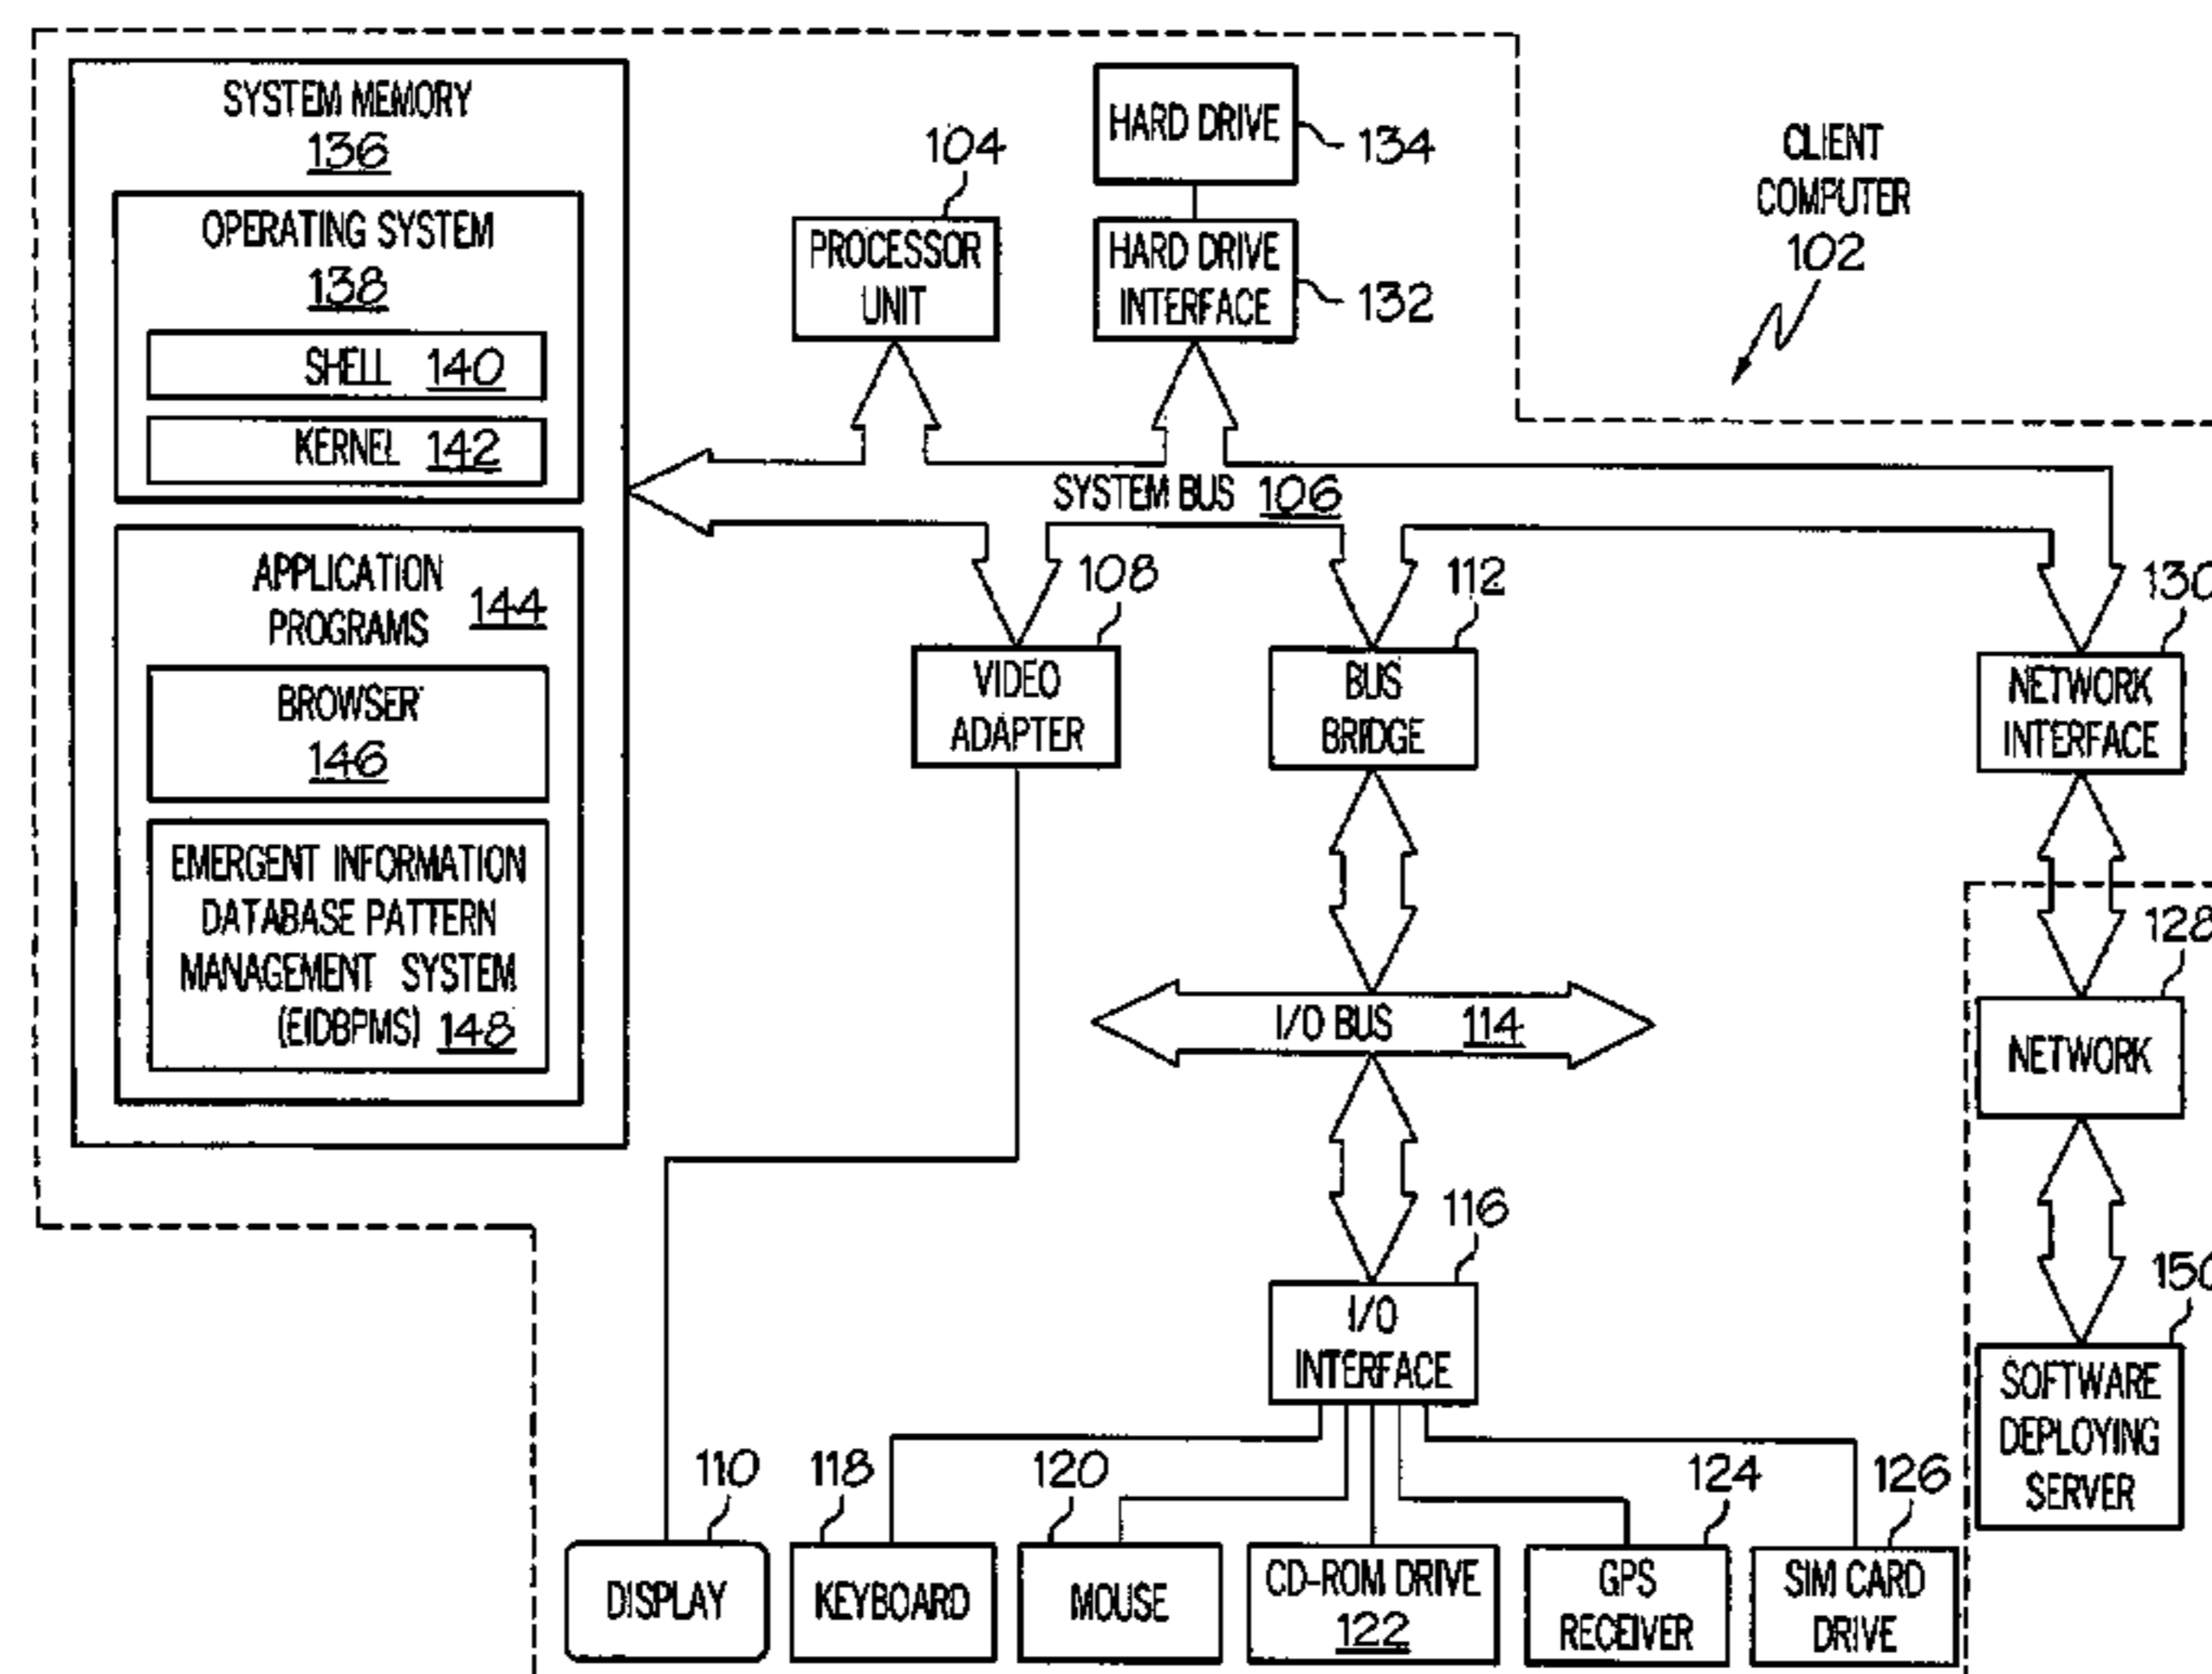 SYSTEM MEMORY
136
OPERATING SYSTEM
138
SHELL 140
KERNEL 142
APPLICATION
PROGRAMS 144
BROWSER
146
EMERGENT INFORMATION
DATABASE PATTERN
MANAGEMENT SYSTEM
(EIDBPMS) 148
104
PROCESSOR
UNIT
HARD DRIVE
134
HARD DRIVE
INTERFACE
132
CLIENT
COMPUTER
102
SYSTEM BUS 106
108
VIDEO
ADAPTER
112
BUS
BRIDGE
130
NETWORK
INTERFACE
I/O BUS 114
128
NETWORK
116
I/O
INTERFACE
150
SOFTWARE
DEPLOYING
SERVER
110
DISPLAY
118
KEYBOARD
120
MOUSE
CD-ROM DRIVE
122
124
GPS
RECEIVER
126
SIM CARD
DRIVE